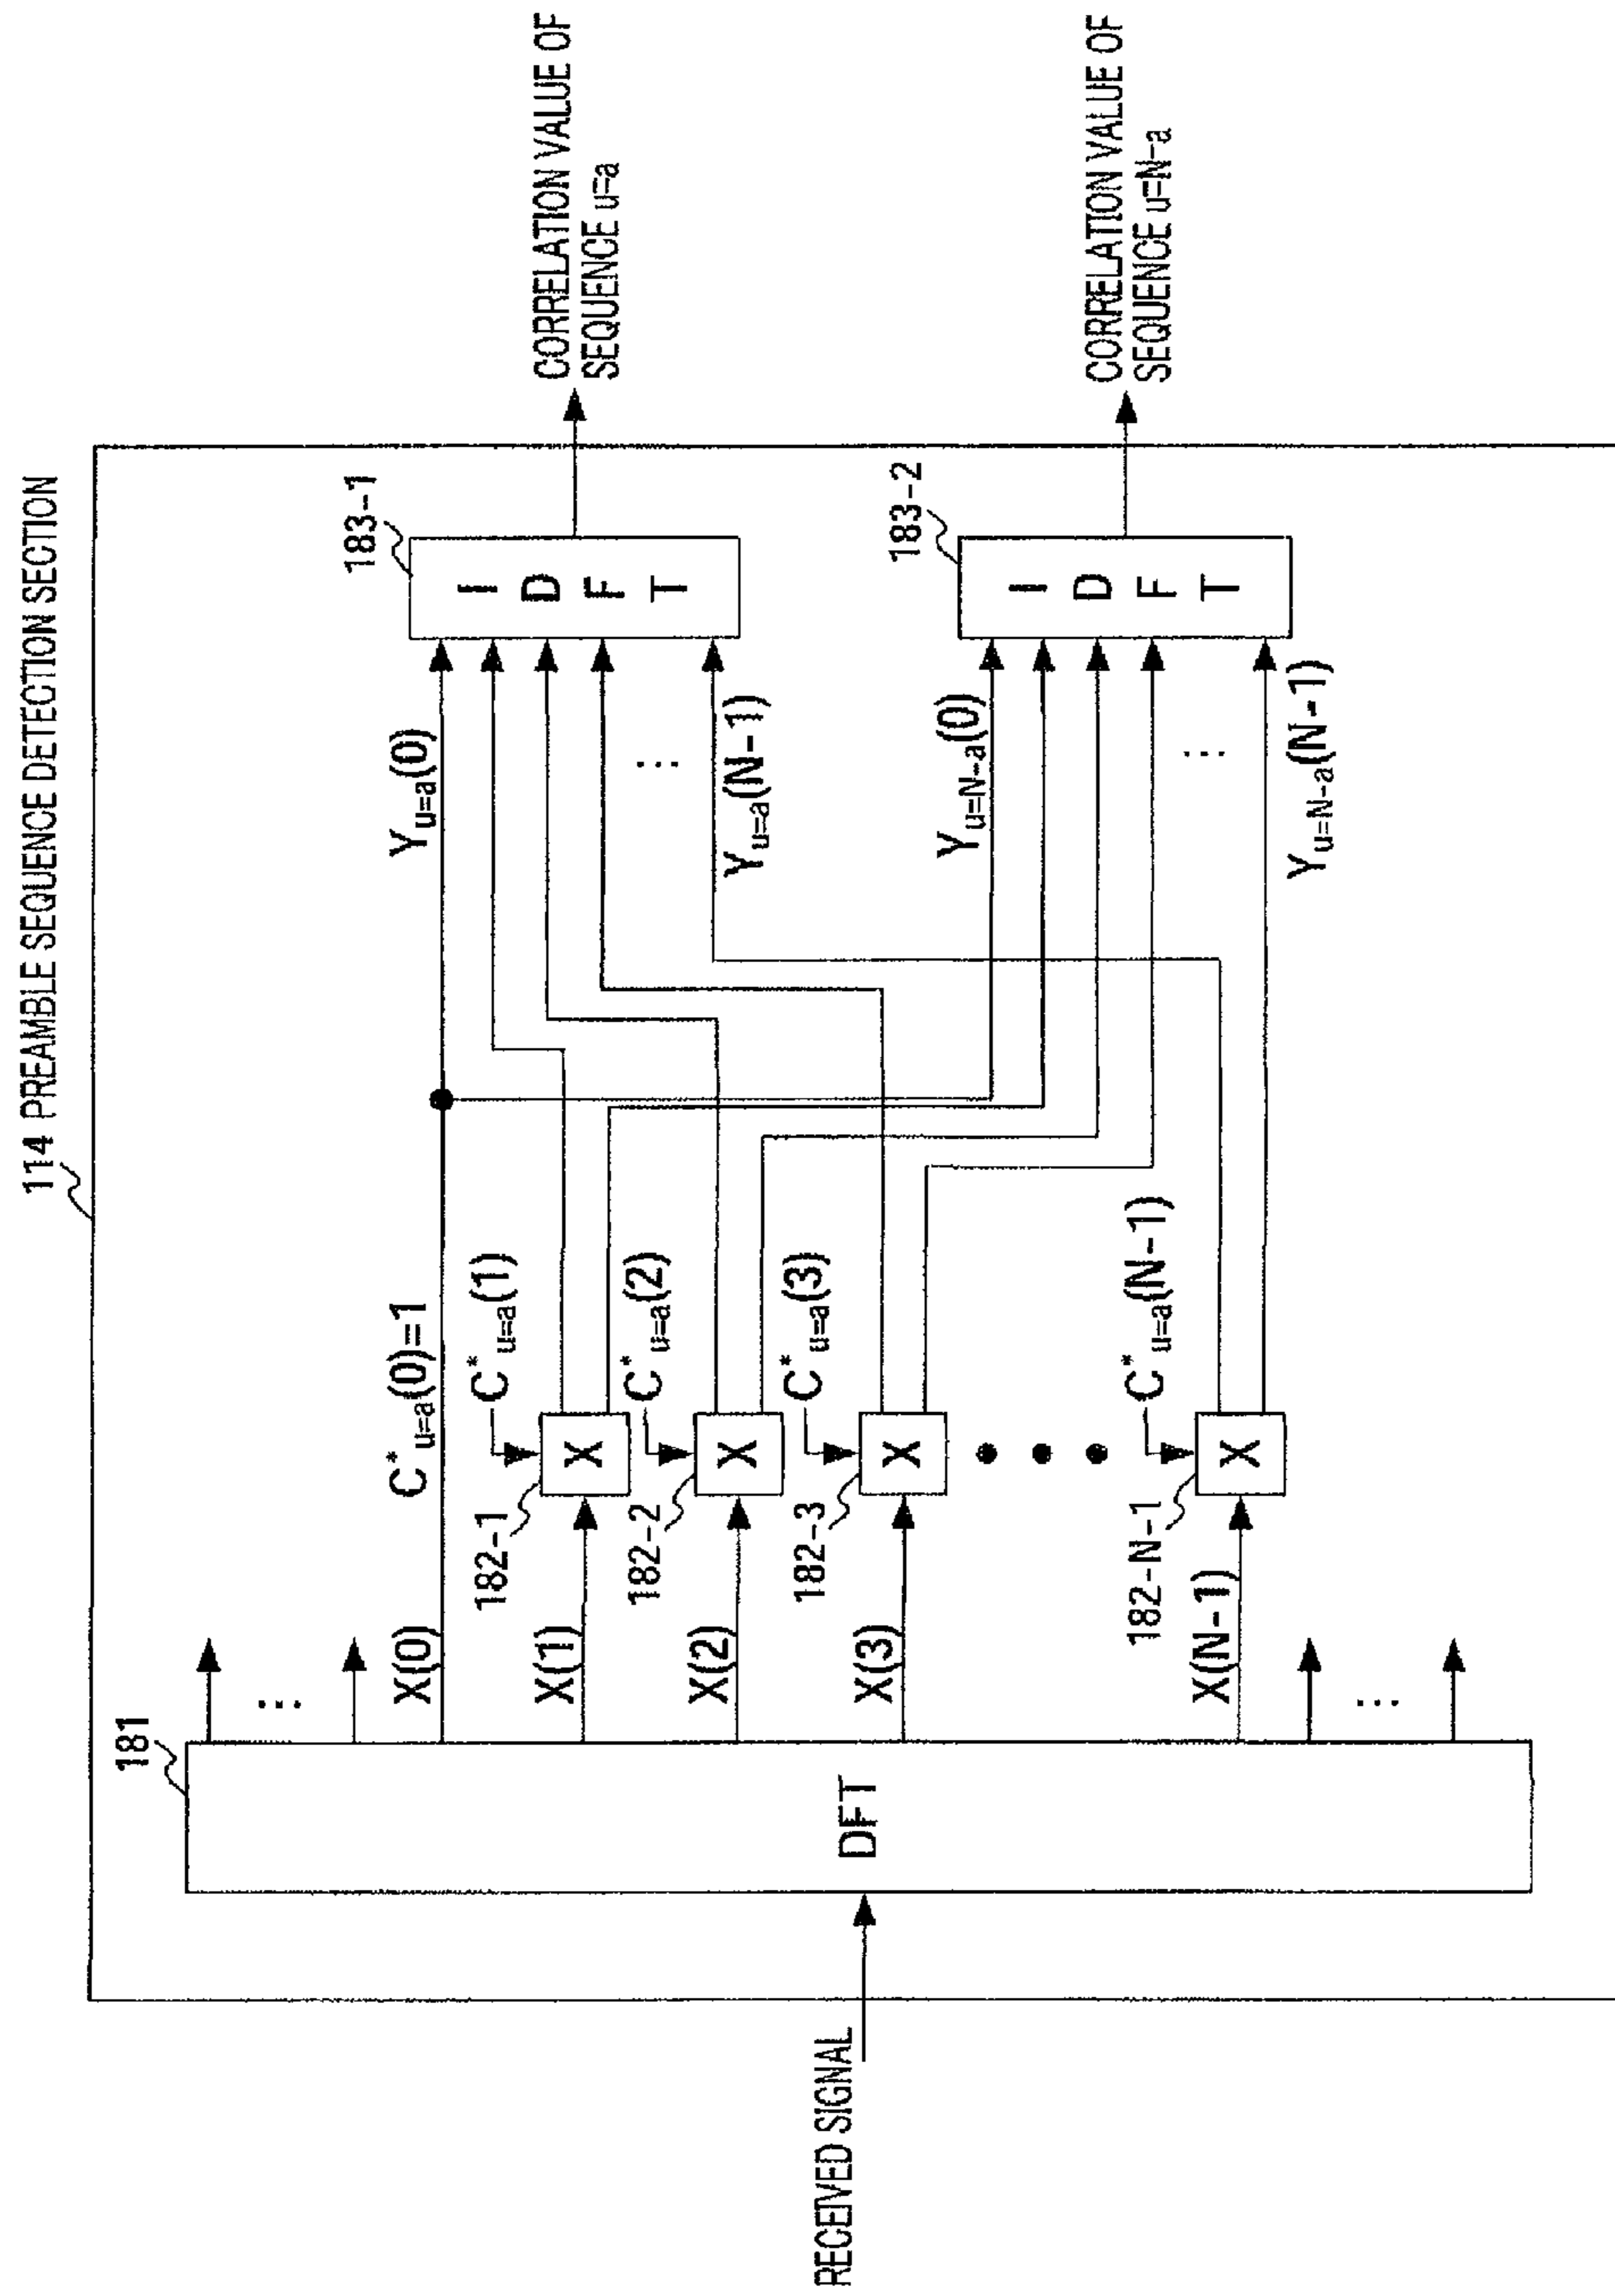 114 PREAMBLE SEQUENCE DETECTION SECTION
RECEIVED SIGNAL
181
DFT
...
X(0)
X(1)
X(2)
X(3)
X(N-1)
...
C*u=a(0)=1
182-1
X
C*u=a(1)
182-2
X
C*u=a(2)
182-3
X
C*u=a(3)
182-N-1
X
C*u=a(N-1)
Yu=a(0)
...
Yu=a(N-1)
Yu=N-a(0)
...
Yu=N-a(N-1)
183-1
I
D
F
T
183-2
I
D
F
T
CORRELATION VALUE OF
SEQUENCE u=a
CORRELATION VALUE OF
SEQUENCE u=N-a